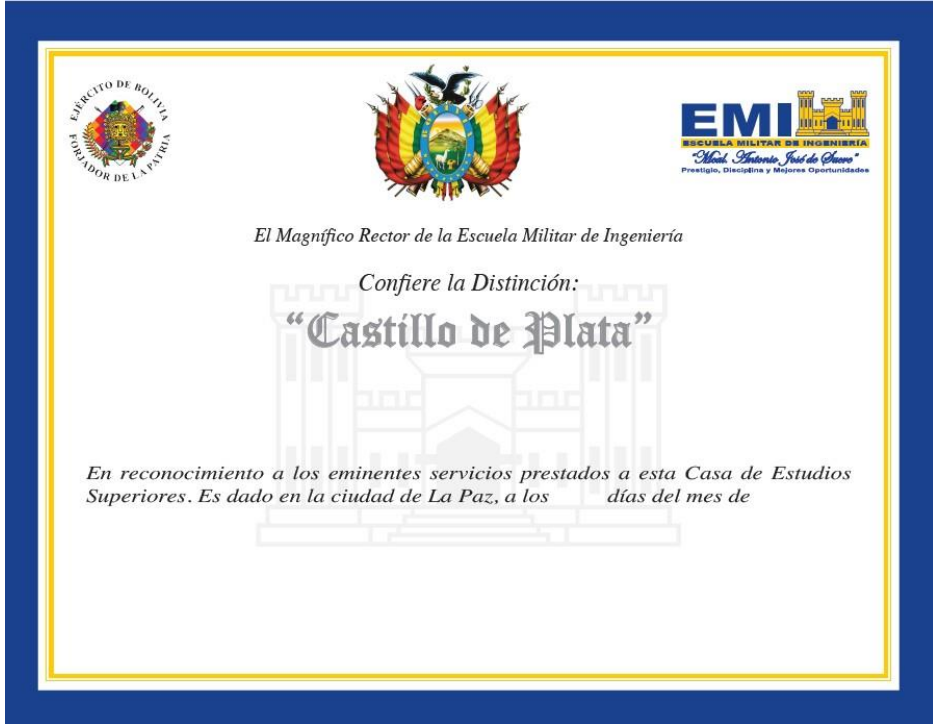 EJÉRCITO DE BOLIVIA
FORJADOR DE LA PATRIA
EMI
ESCUELA MILITAR DE INGENIERÍA
"Mcal. Antonio José de Sucre"
Prestigio, Disciplina y Mejores Oportunidades
El Magnífico Rector de la Escuela Militar de Ingeniería
Confiere la Distinción:
“Castillo de Plata”
En reconocimiento a los eminentes servicios prestados a esta Casa de Estudios
Superiores. Es dado en la ciudad de La Paz, a los días del mes de